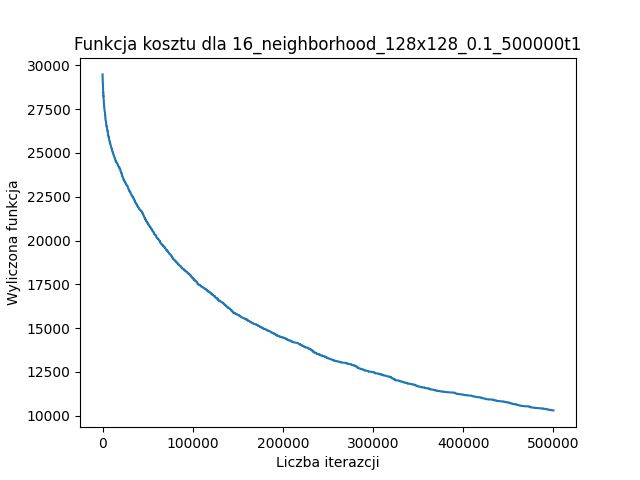 Funkcja kosztu dla 16_neighborhood_128x128_0.1_500000t1
30000
27500
25000
22500
20000
17500
15000
12500
10000
Wyliczona funkcja
0 100000 200000 300000 400000 500000
Liczba iterazcji